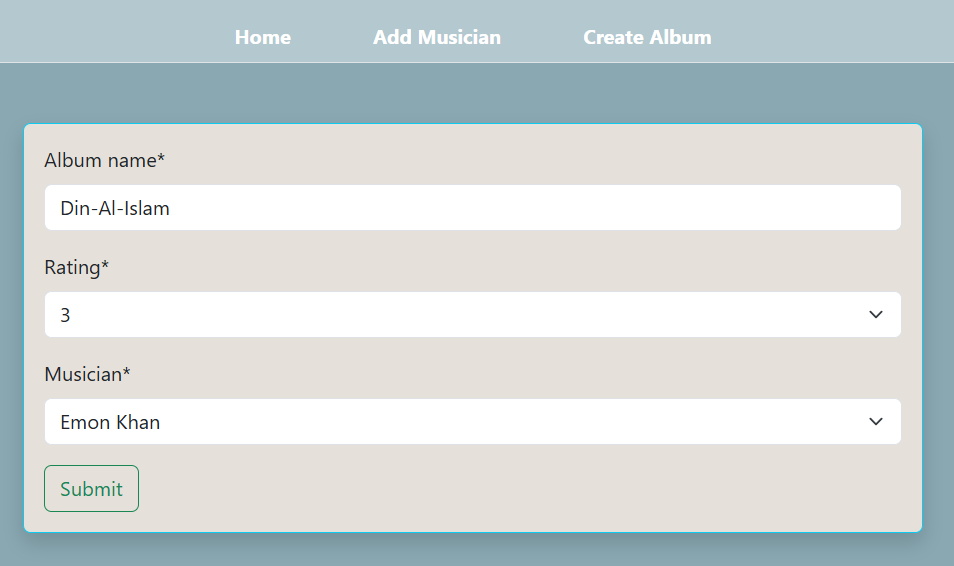 Home Add Musician Create Album
Album name*
Din-Al-Islam
Rating*
3
Musician*
Emon Khan
Submit